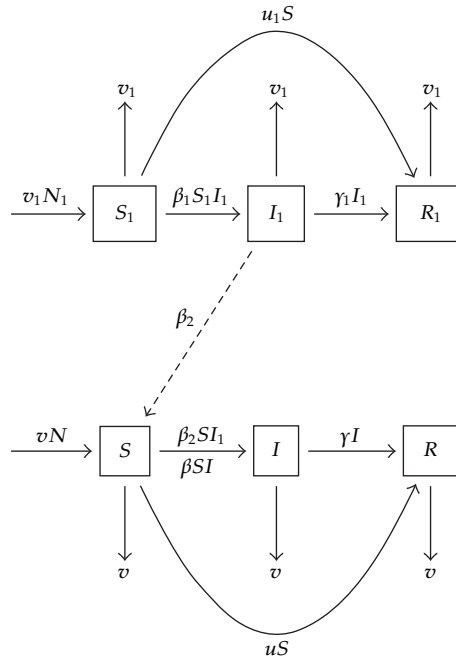 u₁S
v₁ v₁ v₁
v₁N₁ S₁ β₁S₁I₁ I₁ γ₁I₁ R₁
β₂
vN S β₂SI₁ I γI R
βSI
v v v
uS